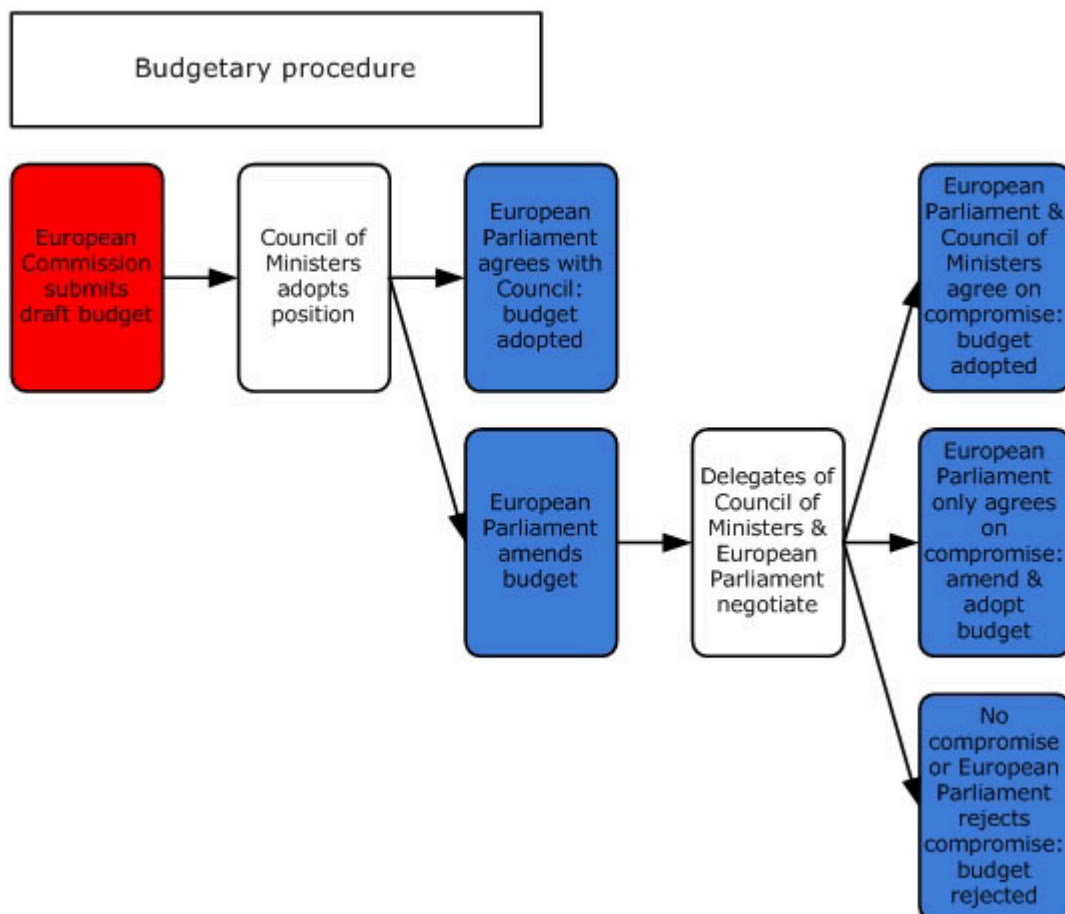 Budgetary procedure
European
Commission
submits
draft budget
Council of
Ministers
adopts
position
European
Parliament
agrees with
Council:
budget
adopted
European
Parliament &
Council of
Ministers
agree on
compromise:
budget
adopted
European
Parliament
amends
budget
Delegates of
Council of
Ministers &
European
Parliament
negotiate
European
Parliament
only agrees
on
compromise:
amend &
adopt
budget
No
compromise
or European
Parliament
rejects
compromise:
budget
rejected